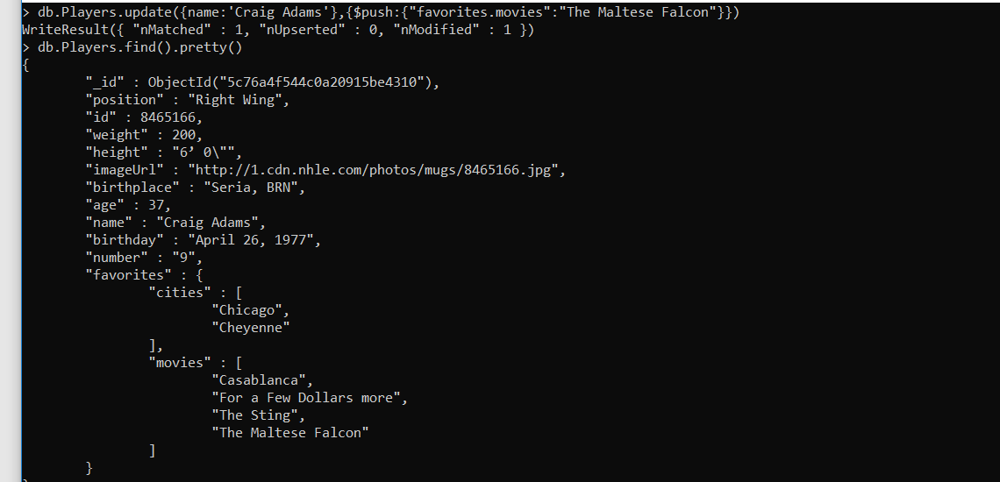 > db.Players.update({name:'Craig Adams'},{$push:{"favorites.movies":"The Maltese Falcon"}})
WriteResult({ "nMatched" : 1, "nUpserted" : 0, "nModified" : 1 })
> db.Players.find().pretty()
{
        "_id" : ObjectId("5c76a4f544c0a20915be4310"),
        "position" : "Right Wing",
        "id" : 8465166,
        "weight" : 200,
        "height" : "6’ 0\"",
        "imageUrl" : "http://1.cdn.nhle.com/photos/mugs/8465166.jpg",
        "birthplace" : "Seria, BRN",
        "age" : 37,
        "name" : "Craig Adams",
        "birthday" : "April 26, 1977",
        "number" : "9",
        "favorites" : {
                "cities" : [
                        "Chicago",
                        "Cheyenne"
                ],
                "movies" : [
                        "Casablanca",
                        "For a Few Dollars more",
                        "The Sting",
                        "The Maltese Falcon"
                ]
        }